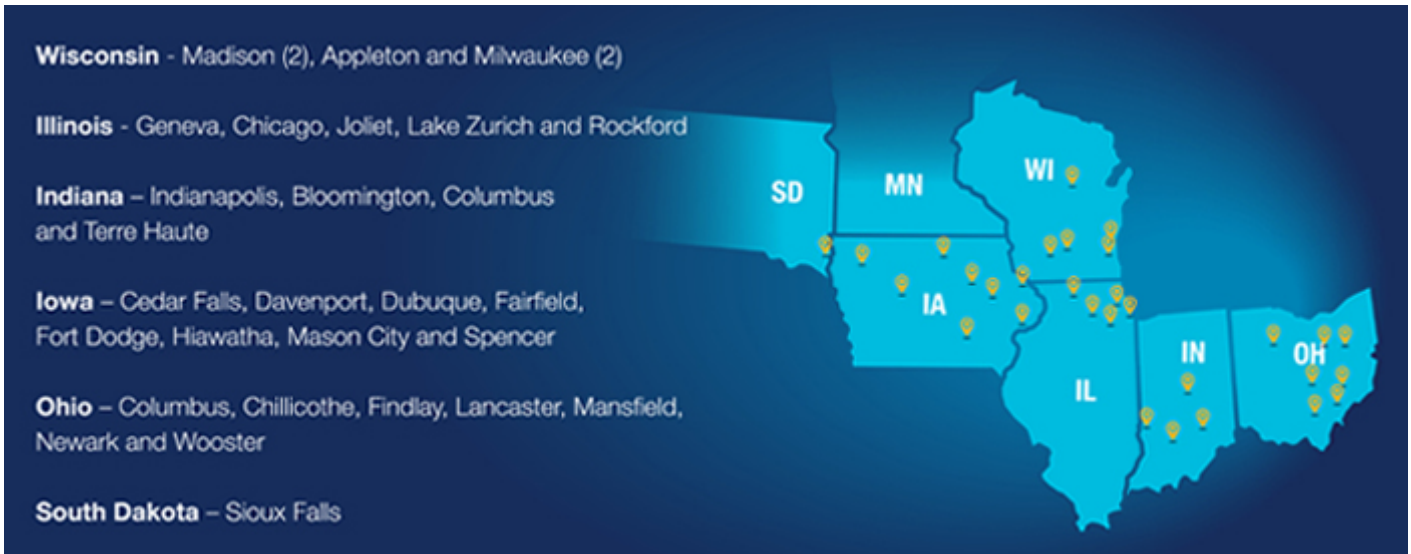 Wisconsin - Madison (2), Appleton and Milwaukee (2)
Illinois - Geneva, Chicago, Joliet, Lake Zurich and Rockford
Indiana – Indianapolis, Bloomington, Columbus
and Terre Haute
Iowa – Cedar Falls, Davenport, Dubuque, Fairfield,
Fort Dodge, Hiawatha, Mason City and Spencer
Ohio – Columbus, Chillicothe, Findlay, Lancaster, Mansfield,
Newark and Wooster
South Dakota – Sioux Falls
SD
MN
WI
IA
IL
IN
OH